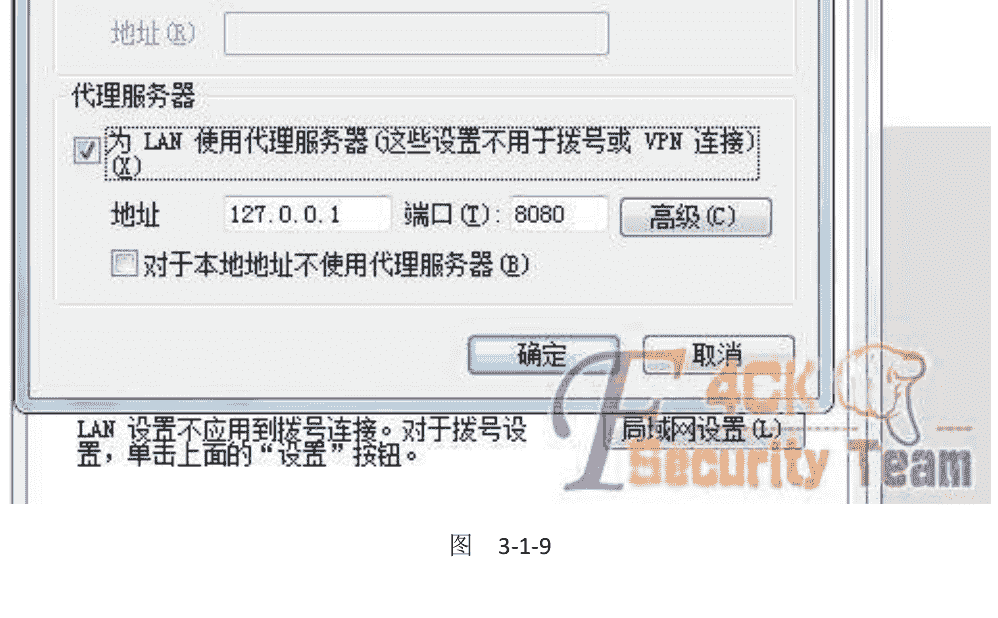 地址(R)
代理服务器
为 LAN 使用代理服务器(这些设置不用于拨号或 VPN 连接)
(X)
地址 127.0.0.1 端口(T): 8080 高级(C)
对于本地地址不使用代理服务器(B)
确定 取消
LAN 设置不应用到拨号连接。对于拨号设
置，单击上面的“设置”按钮。
局域网设置(L)
F4CK
Security Team
图 3-1-9